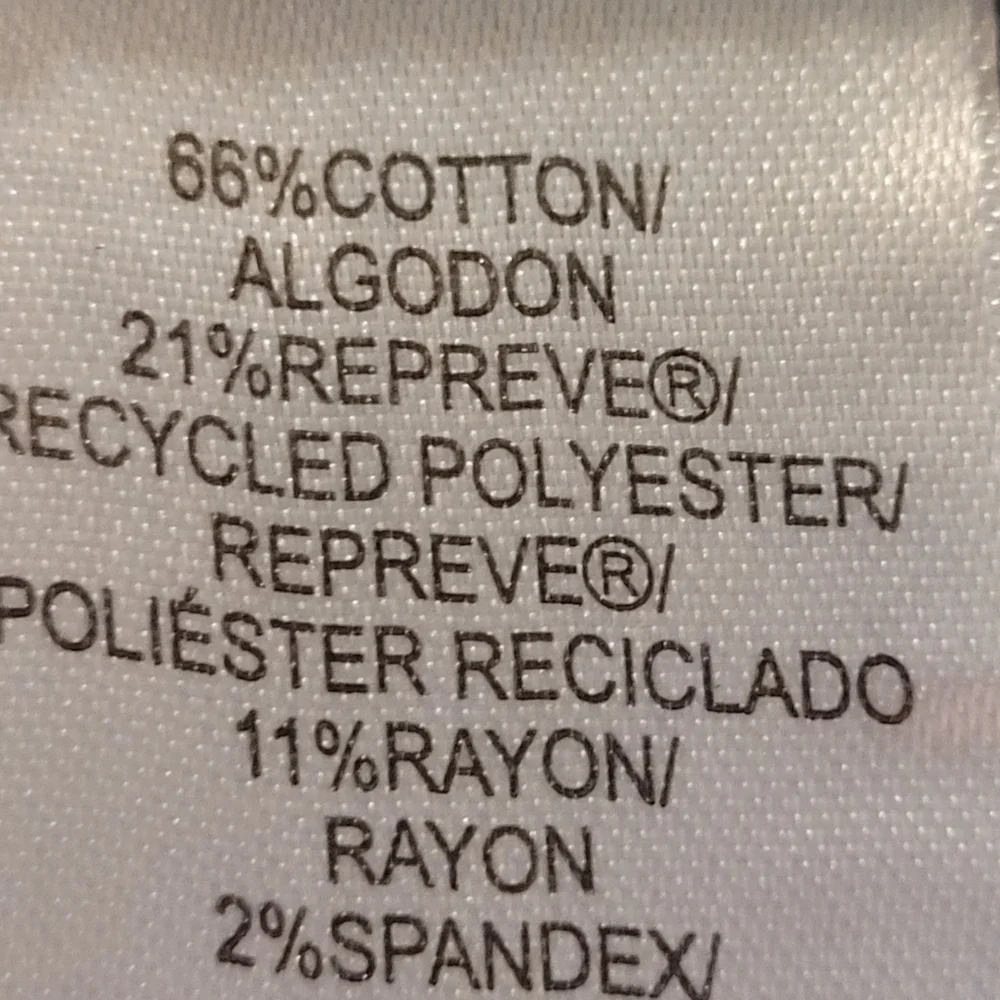 66%COTTON/
ALGODON
21%REPREVE®/
RECYCLED POLYESTER/
REPREVE®/
POLIÉSTER RECICLADO
11%RAYON/
RAYON
2%SPANDEX/